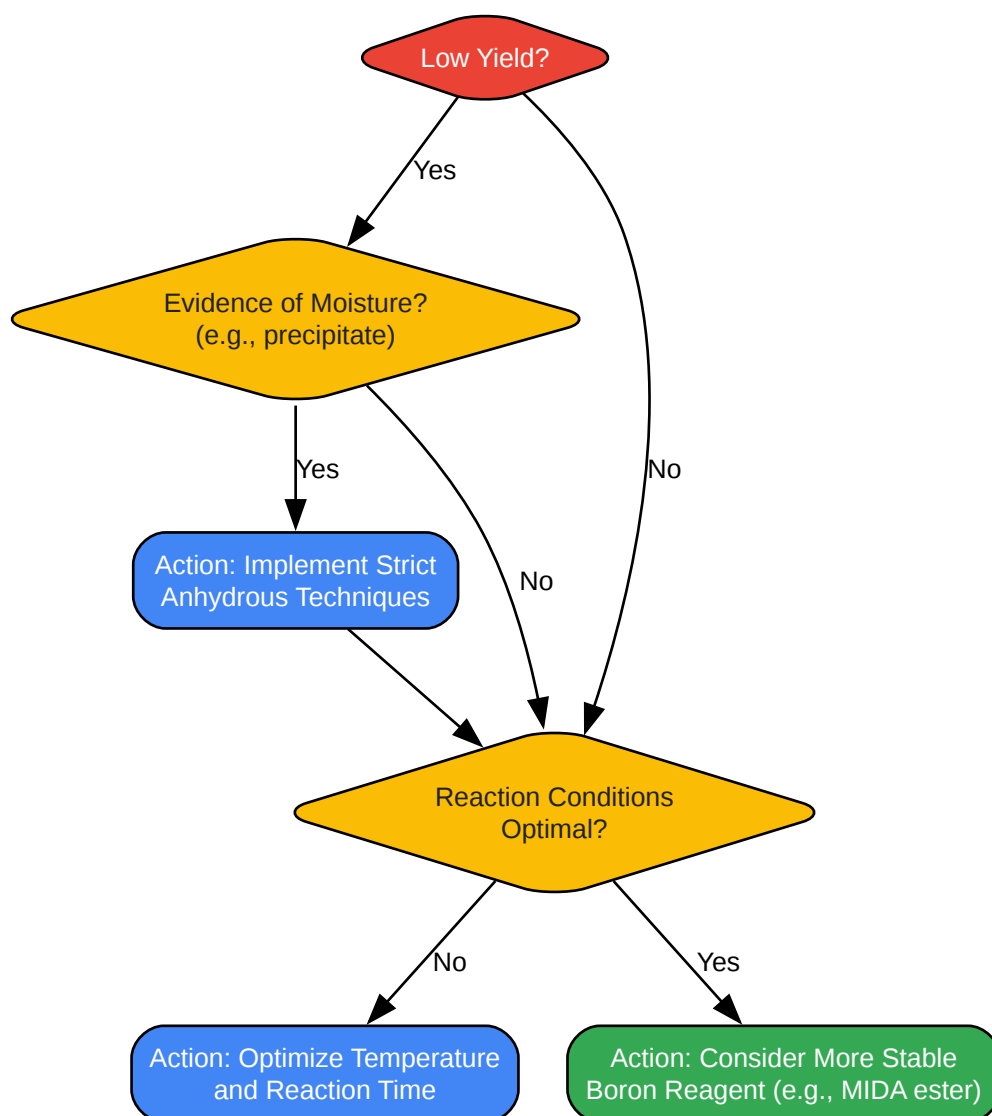 Low Yield?
Yes
Evidence of Moisture?
(e.g., precipitate)
Yes
No
Action: Implement Strict
Anhydrous Techniques
No
Reaction Conditions
Optimal?
No
Yes
Action: Optimize Temperature
and Reaction Time
Action: Consider More Stable
Boron Reagent (e.g., MIDA ester)